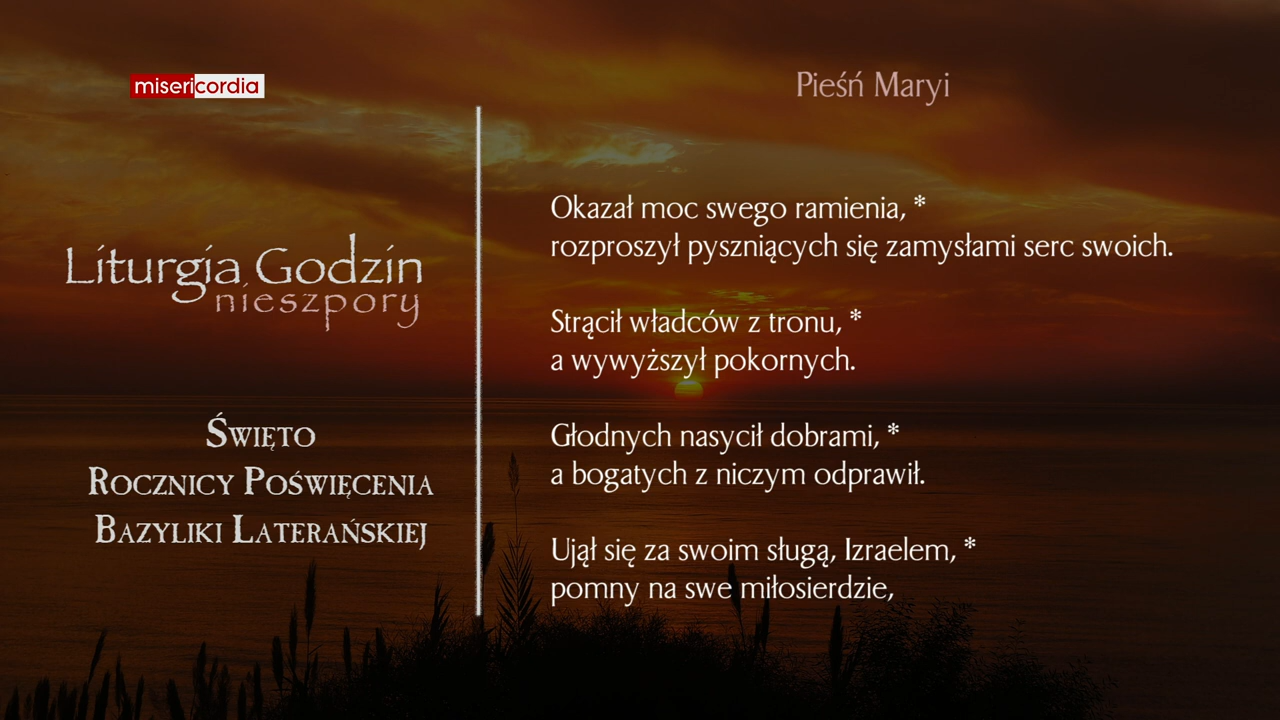 misericordia
Liturgia Godzin
nieszpory
Święto
Rocznicy Poświęcenia
Bazyliki Laterańskiej
Pieśń Maryi
Okazał moc swego ramienia, *
rozproszył pyszniących się zamysłami serc swoich.
Strącił władców z tronu, *
a wywyższył pokornych.
Głodnych nasycił dobrami, *
a bogatych z niczym odprawił.
Ujął się za swoim sługą, Izraelem, *
pomny na swe miłosierdzie,